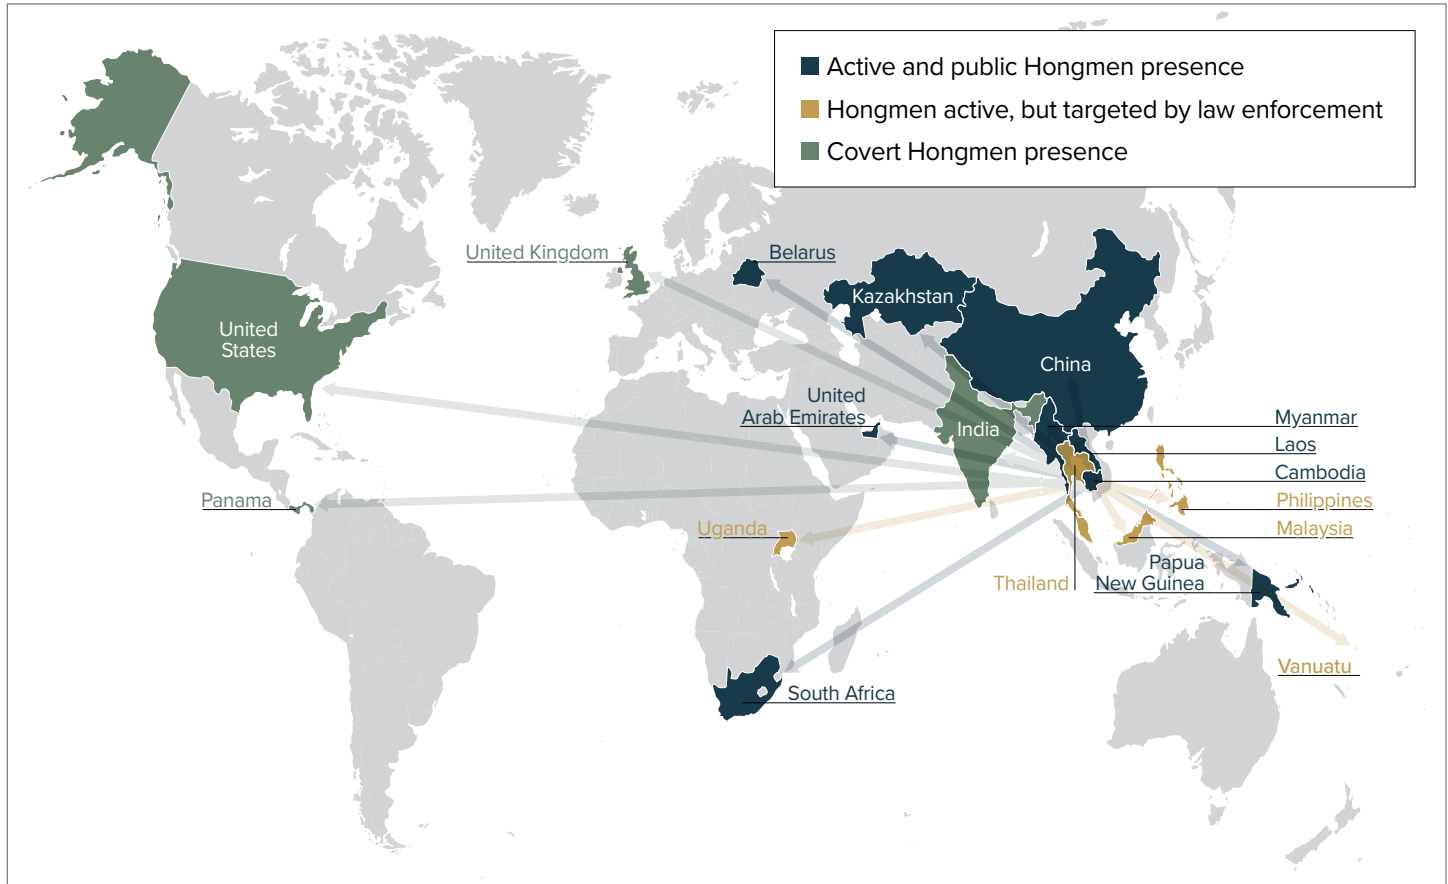 Active and public Hongmen presence
Hongmen active, but targeted by law enforcement
Covert Hongmen presence
United Kingdom
Belarus
Kazakhstan
United
States
China
United
Arab Emirates
India
Myanmar
Laos
Cambodia
Philippines
Malaysia
Panama
Uganda
Papua
New Guinea
Thailand
Vanuatu
South Africa